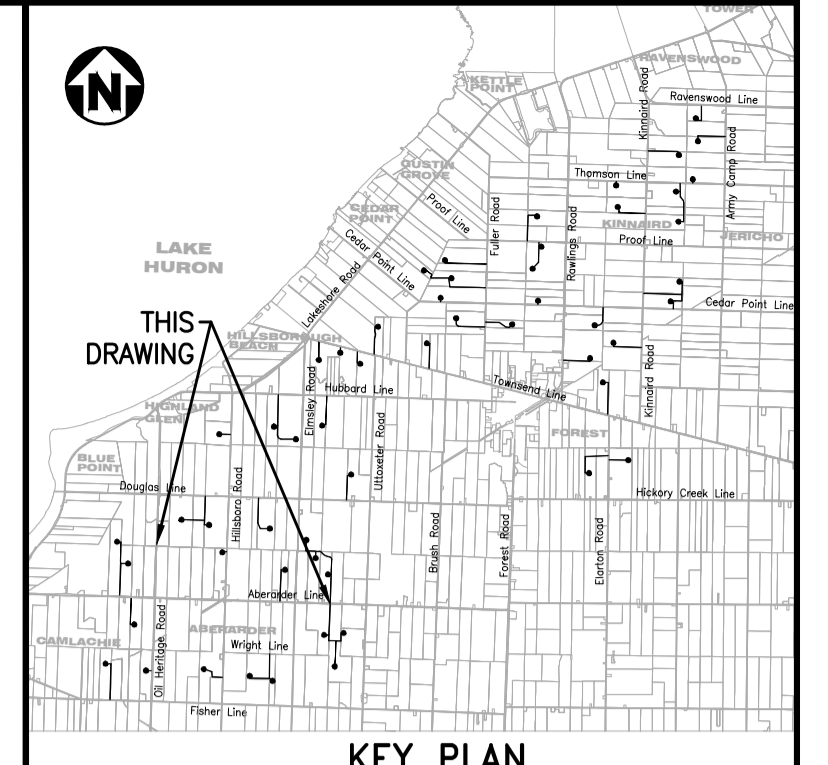 TOWER
N
RAVENSWOOD
KETTLE
POINT
Ravenswood Line
Kinnaird Road
Army Camp Road
GUSTIN
GROVE
Thomson Line
CEDAR
POINT
Proof Line
Fuller Road
Rawlings Road
KINNAIRD
Proof Line
JERICHO
LAKE
HURON
Cedar Point Line
Lakeshore Road
Cedar Point Line
THIS
DRAWING
HILLSBOROUGH
BEACH
Hubbard Line
Townsend Line
Kinnaird Road
Elmsley Road
HIGHLAND
GLEN
Uttoxeter Road
FOREST
BLUE
POINT
Douglas Line
Hillsboro Road
Hickory Creek Line
Brush Road
Forest Road
Elarton Road
Aberarder Line
Oil Heritage Road
CAMLACHIE
ABERARDER
Wright Line
Fisher Line
KEY PLAN